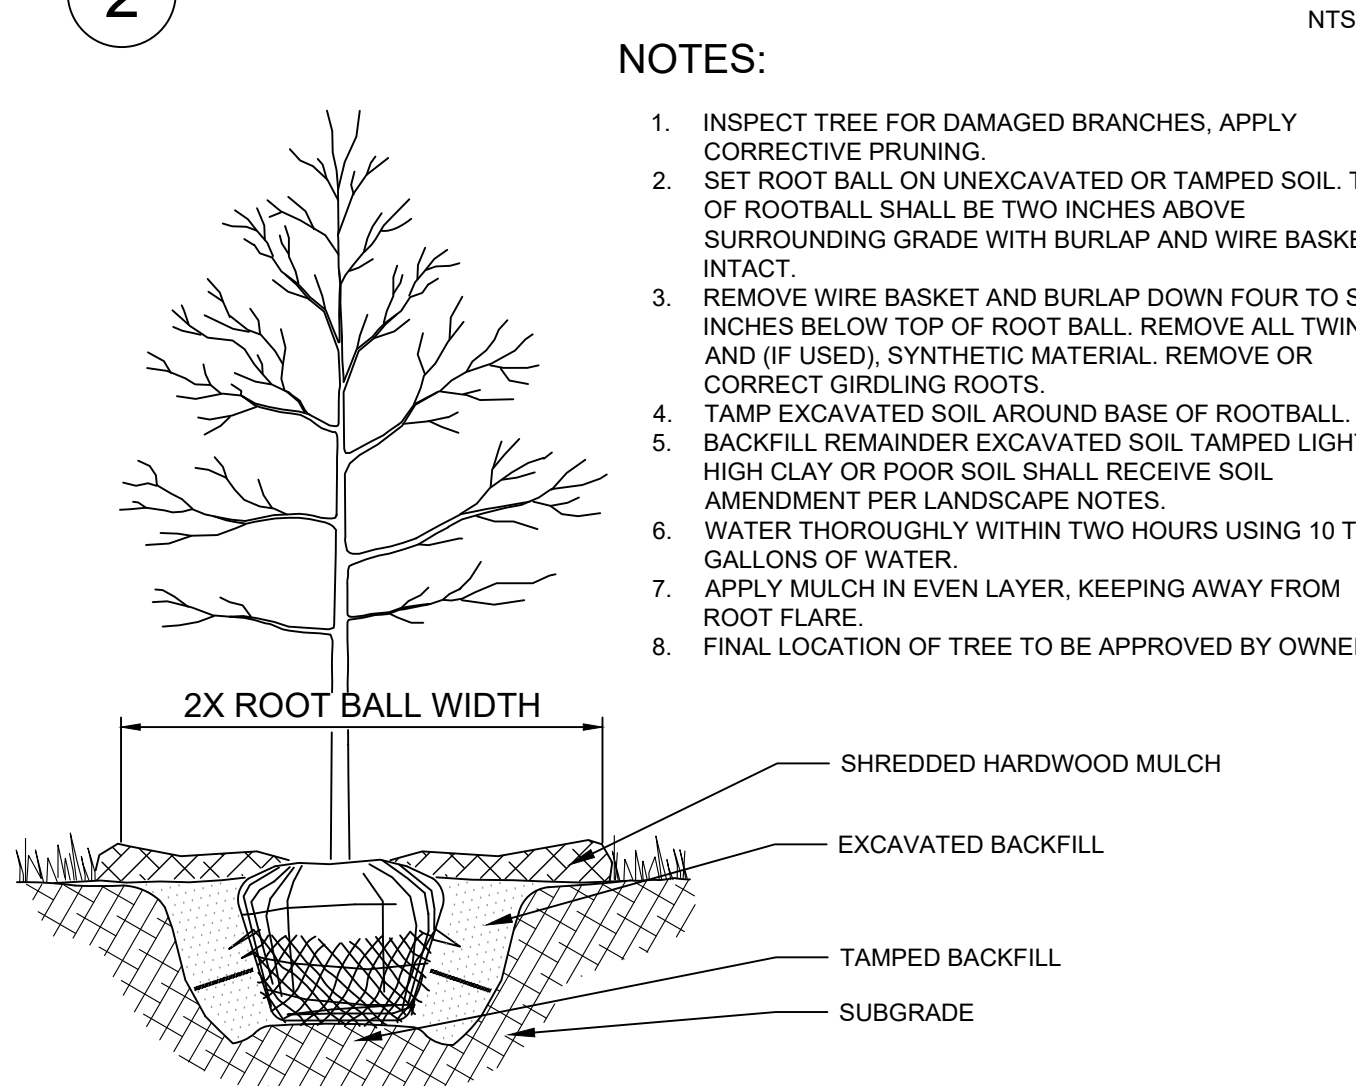 2
NTS
NOTES:
1. INSPECT TREE FOR DAMAGED BRANCHES, APPLY
CORRECTIVE PRUNING.
2. SET ROOT BALL ON UNEXCAVATED OR TAMPED SOIL.
OF ROOTBALL SHALL BE TWO INCHES ABOVE
SURROUNDING GRADE WITH BURLAP AND WIRE
INTACT.
3. REMOVE WIRE BASKET AND BURLAP DOWN FOUR TO
INCHES BELOW TOP OF ROOT BALL. REMOVE ALL
AND (IF USED), SYNTHETIC MATERIAL. REMOVE OR
CORRECT GIRDLING ROOTS.
4. TAMP EXCAVATED SOIL AROUND BASE OF ROOTBALL.
5. BACKFILL REMAINDER EXCAVATED SOIL TAMPED
HIGH CLAY OR POOR SOIL SHALL RECEIVE SOIL
AMENDMENT PER LANDSCAPE NOTES.
6. WATER THOROUGHLY WITHIN TWO HOURS USING 10
GALLONS OF WATER.
7. APPLY MULCH IN EVEN LAYER, KEEPING AWAY FROM
ROOT FLARE.
8. FINAL LOCATION OF TREE TO BE APPROVED BY
2X ROOT BALL WIDTH
SHREDDED HARDWOOD MULCH
EXCAVATED BACKFILL
TAMPED BACKFILL
SUBGRADE